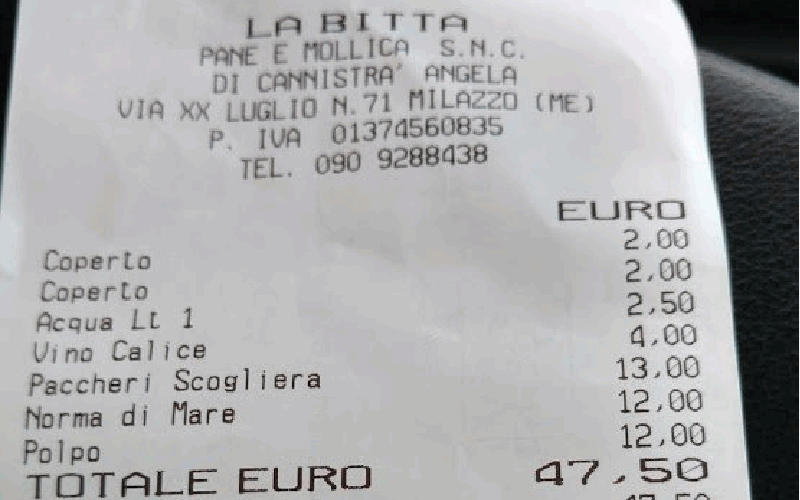 LA BITTA
PANE E MOLLICA S.N.C.
DI CANNISTRA' ANGELA
VIA XX LUGLIO N.71 MILAZZO (ME)
P. IVA 01374560835
TEL. 090 9288438
EURO
Coperto 2,00
Coperto 2,00
Acqua Lt 1 2,50
Vino Calice 4,00
Paccheri Scogliera 13,00
Norma di Mare 12,00
Polpo 12,00
TOTALE EURO 47,50
47,50